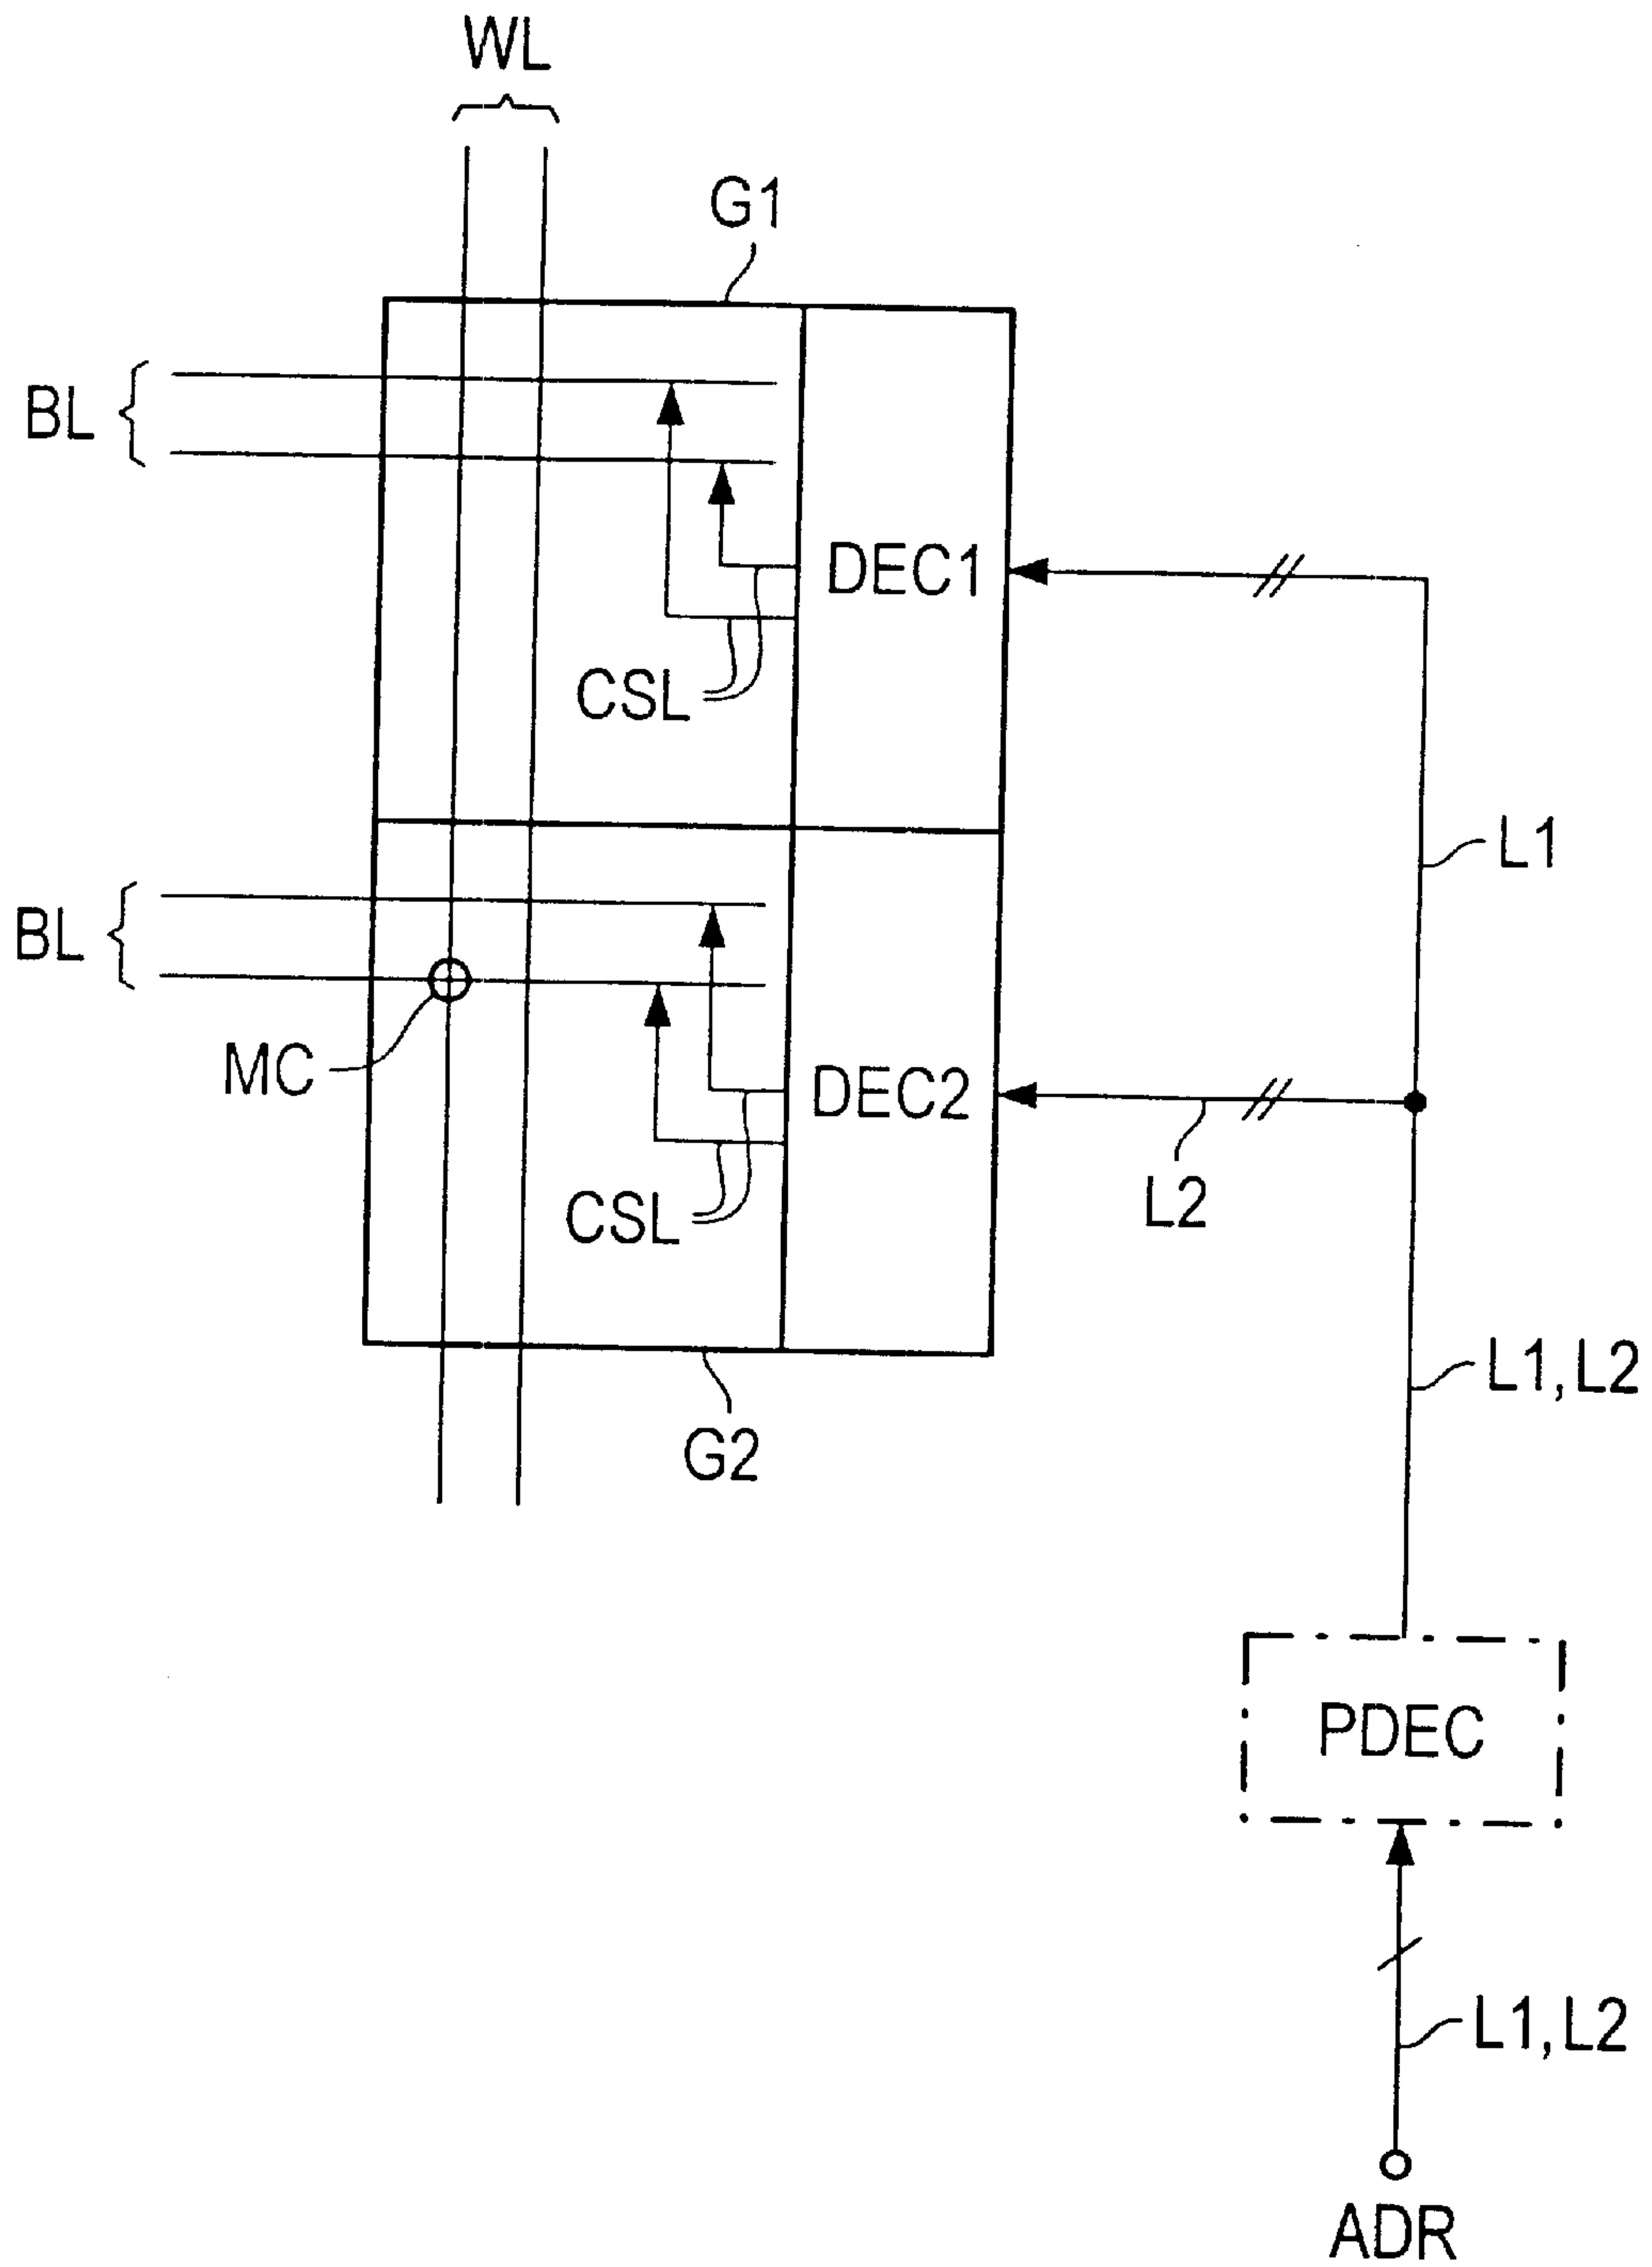 WL
G1
BL
DEC1
CSL
L1
BL
MC
DEC2
L2
CSL
L1, L2
G2
PDEC
L1, L2
ADR